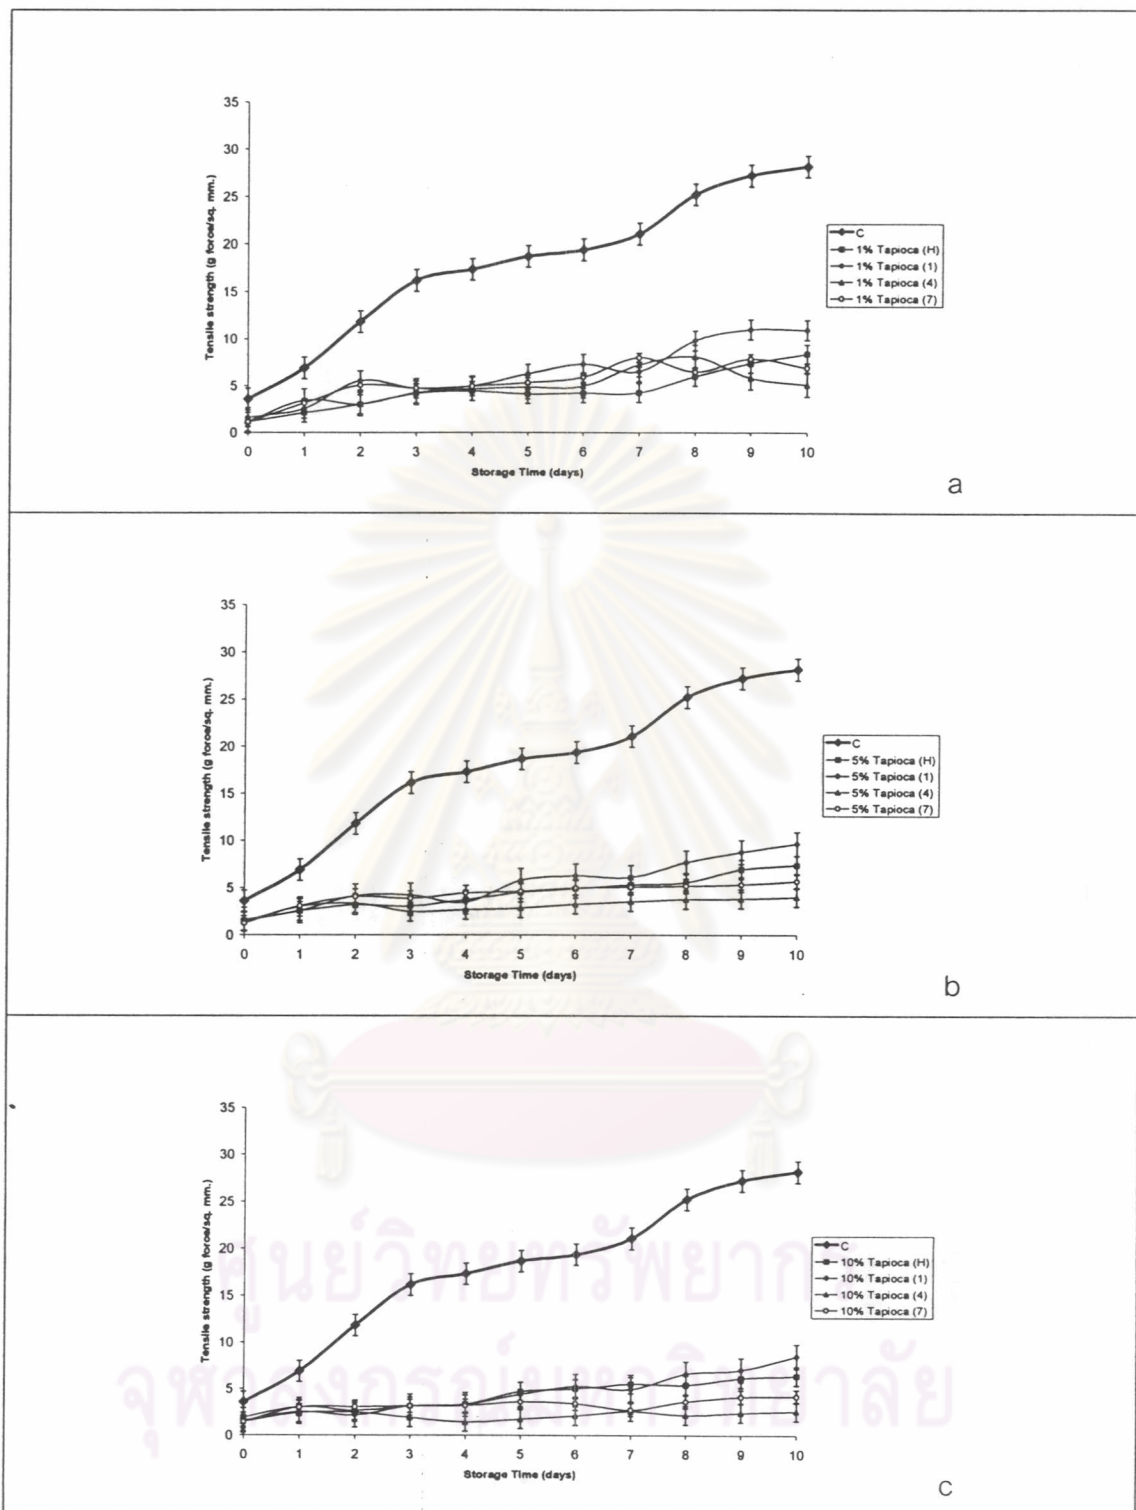 35
30
25
20
15
10
5
0
Tensile strength (g force/sq. mm.)
0 1 2 3 4 5 6 7 8 9 10
Storage Time (days)
C
1% Tapioca (H)
1% Tapioca (1)
1% Tapioca (4)
1% Tapioca (7)
a
35
30
25
20
15
10
5
0
Tensile strength (g force/sq. mm.)
0 1 2 3 4 5 6 7 8 9 10
Storage Time (days)
C
5% Tapioca (H)
5% Tapioca (1)
5% Tapioca (4)
5% Tapioca (7)
b
35
30
25
20
15
10
5
0
Tensile strength (g force/sq. mm.)
0 1 2 3 4 5 6 7 8 9 10
Storage Time (days)
C
10% Tapioca (H)
10% Tapioca (1)
10% Tapioca (4)
10% Tapioca (7)
c
ศูนย์วิทยทรัพยากร
จุฬาลงกรณ์มหาวิทยาลัย